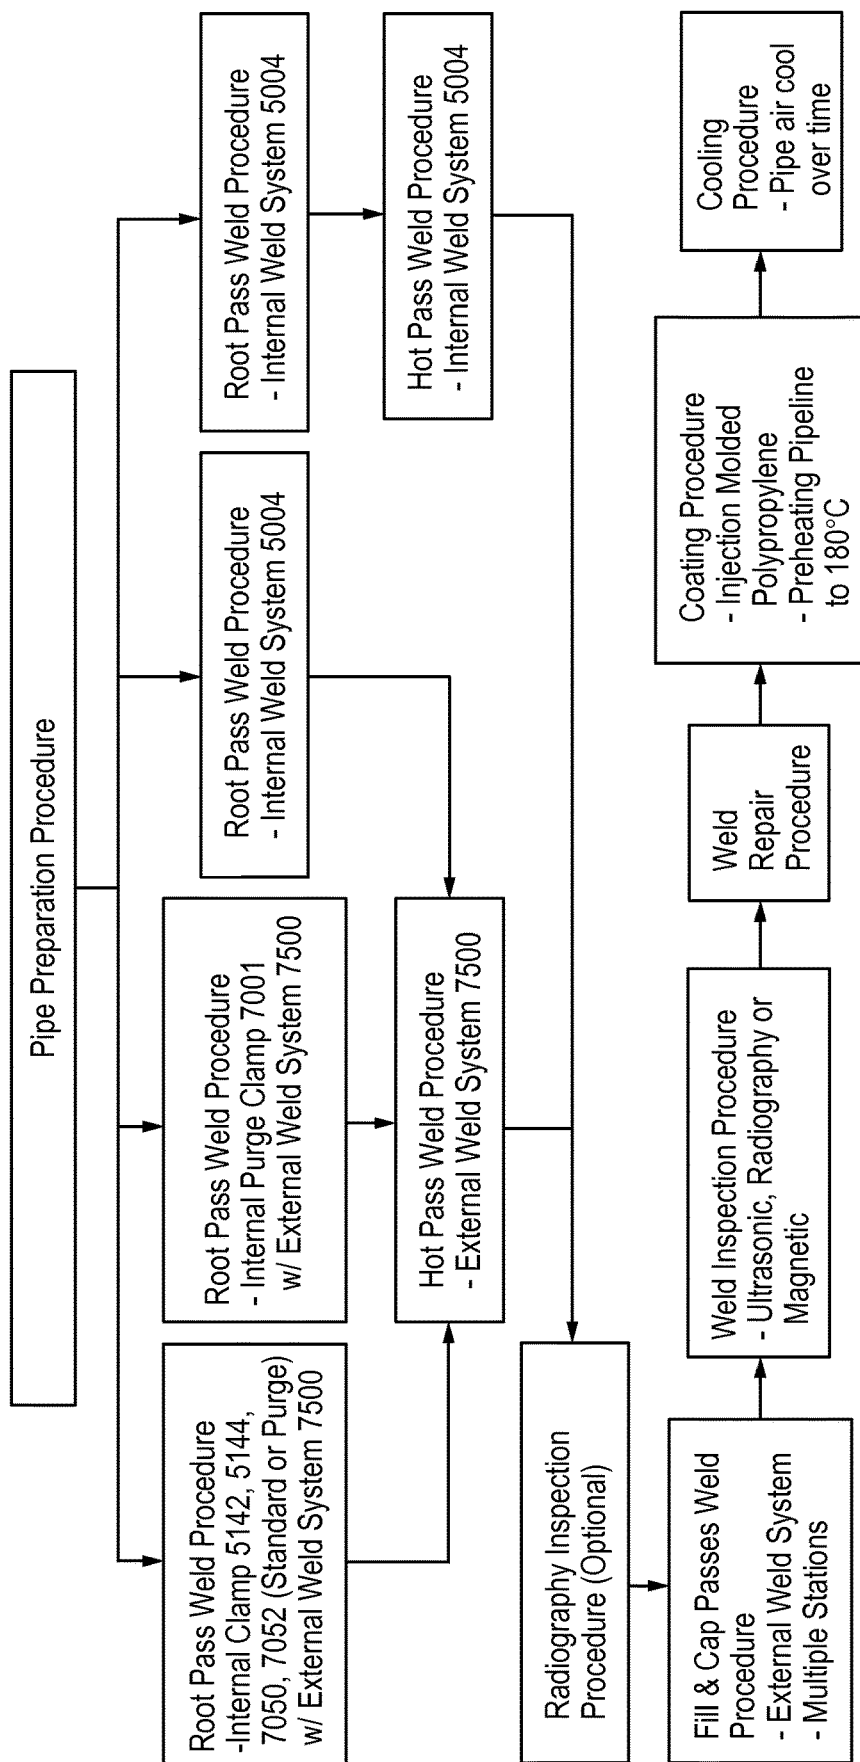 Pipe Preparation Procedure
Root Pass Weld Procedure
-Internal Clamp 5142, 5144,
7050, 7052 (Standard or Purge)
w/ External Weld System 7500
Root Pass Weld Procedure
- Internal Purge Clamp 7001
w/ External Weld System 7500
Root Pass Weld Procedure
- Internal Weld System 5004
Root Pass Weld Procedure
- Internal Weld System 5004
Hot Pass Weld Procedure
- External Weld System 7500
Hot Pass Weld Procedure
- Internal Weld System 5004
Radiography Inspection
Procedure (Optional)
Fill & Cap Passes Weld
Procedure
- External Weld System
- Multiple Stations
Weld Inspection Procedure
- Ultrasonic, Radiography or
Magnetic
Weld
Repair
Procedure
Coating Procedure
- Injection Molded
Polypropylene
- Preheating Pipeline
to 180°C
Cooling
Procedure
- Pipe air cool
over time